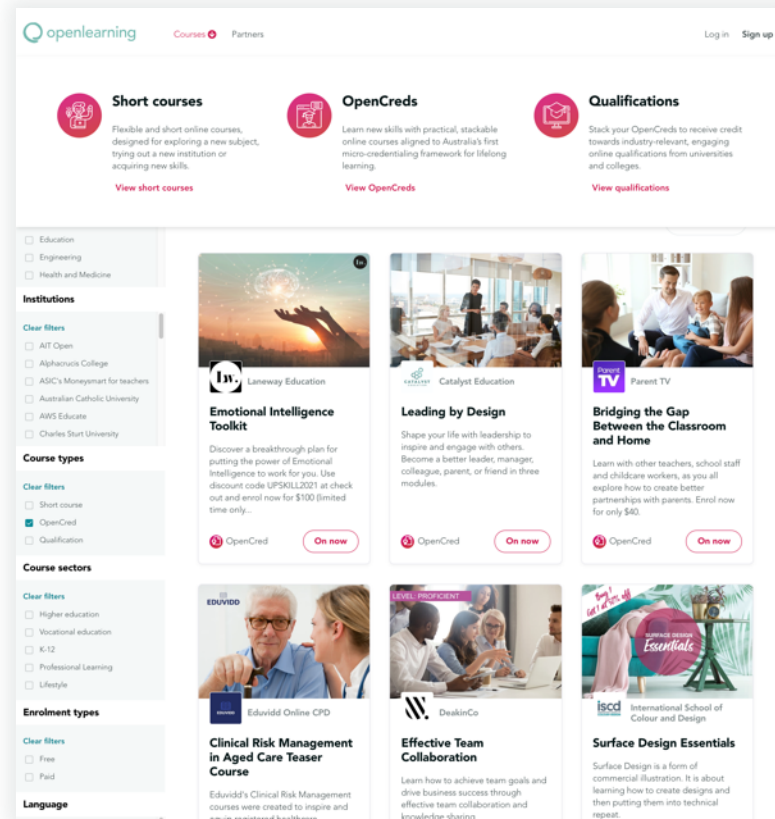 openlearning
Courses
Partners
Log in
Sign up
Short courses
Flexible and short online courses,
designed for exploring a new subject,
trying out a new institution or
acquiring new skills.
View short courses
OpenCreds
Learn new skills with practical, stackable
online courses aligned to Australia's first
micro-credentialing framework for lifelong
learning.
View OpenCreds
Qualifications
Stack your OpenCreds to receive credit
towards industry-relevant, engaging
online qualifications from universities
and colleges.
View qualifications
Education
Engineering
Health and Medicine
Institutions
Clear filters
AIT Open
Alphacrucis College
ASIC's Moneysmart for teachers
Australian Catholic University
AWS Educate
Charles Sturt University
Course types
Clear filters
Short course
OpenCred
Qualification
Course sectors
Clear filters
Higher education
Vocational education
K-12
Professional Learning
Lifestyle
Enrolment types
Clear filters
Free
Paid
Language
Lw.
Lw.
Laneway Education
Emotional Intelligence
Toolkit
Discover a breakthrough plan for
putting the power of Emotional
Intelligence to work for you. Use
discount code UPSKILL2021 at check
out and enrol now for $100 (limited
time only...
OpenCred
On now
CATALYST
Catalyst Education
Leading by Design
Shape your life with leadership to
inspire and engage with others.
Become a better leader, manager,
colleague, parent, or friend in three
modules.
OpenCred
On now
Parent
TV
Parent TV
Bridging the Gap
Between the Classroom
and Home
Learn with other teachers, school staff
and childcare workers, as you all
explore how to create better
partnerships with parents. Enrol now
for only $40.
OpenCred
On now
EDUVIDD
EDUVIDD
Eduvidd Online CPD
Clinical Risk Management
in Aged Care Teaser
Course
Eduvidd's Clinical Risk Management
courses were created to inspire and
LEVEL: PROFICIENT
DeakinCo
Effective Team
Collaboration
Learn how to achieve team goals and
drive business success through
effective team collaboration and
knowledge sharing.
Buy 1
Get 1 at 50% off
SURFACE DESIGN
Essentials
iscd
International School of
Colour and Design
Surface Design Essentials
Surface Design is a form of
commercial illustration. It is about
learning how to create designs and
then putting them into technical
repeat.